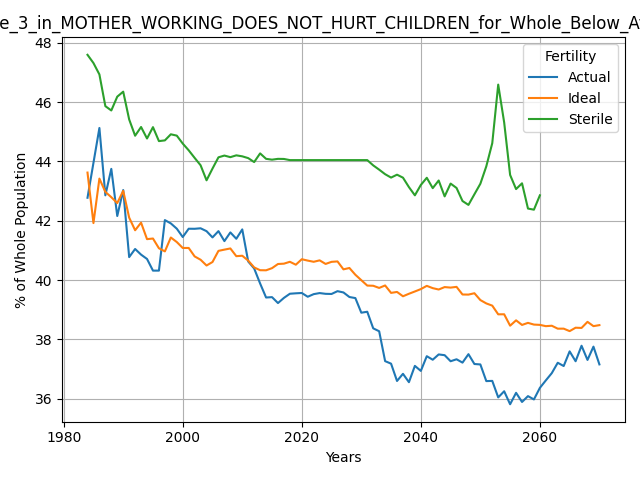 e_3_in_MOTHER_WORKING_DOES_NOT_HURT_CHILDREN_for_Whole_Below_A
48
46
44
42
40
38
36
% of Whole Population
1980
2000
2020
2040
2060
Years
Fertility
Actual
Ideal
Sterile